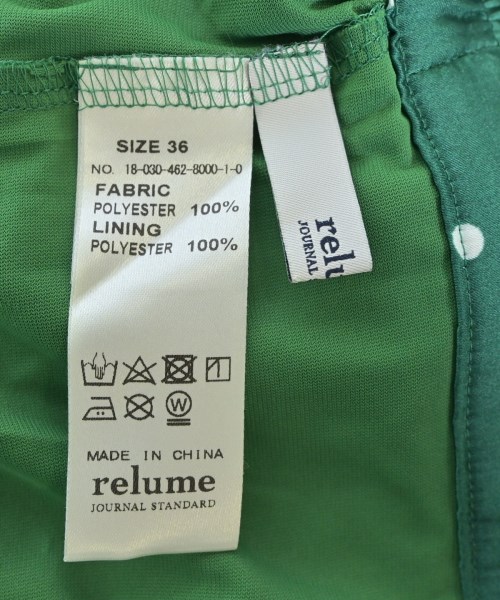 SIZE 36
NO. 18-030-462-8000-1-0
FABRIC
POLYESTER 100%
LINING
POLYESTER 100%
W
MADE IN CHINA
relume
JOURNAL STANDARD
relu
JOURNAL S